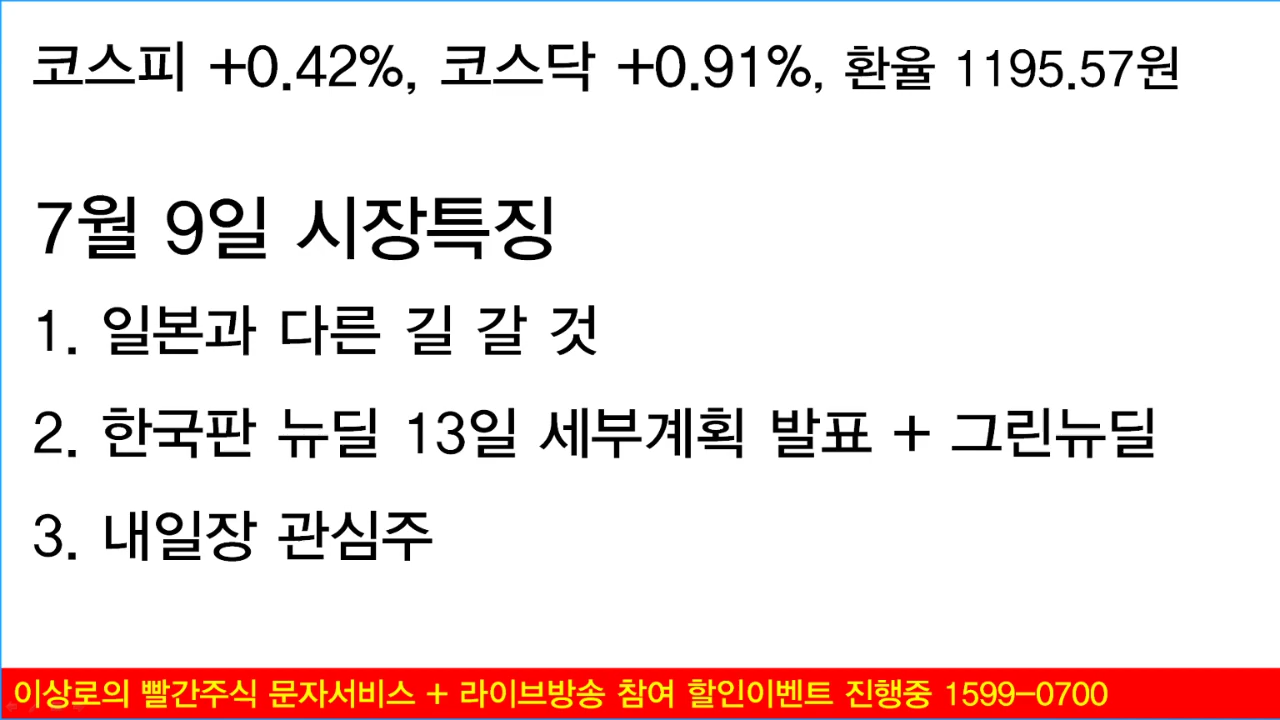 코스피 +0.42%, 코스닥 +0.91%, 환율 1195.57원
7월 9일 시장특징
1. 일본과 다른 길 갈 것
2. 한국판 뉴딜 13일 세부계획 발표 + 그린뉴딜
3. 내일장 관심주
이상로의 빨간주식 문자서비스 + 라이브방송 참여 할인이벤트 진행중 1599-0700